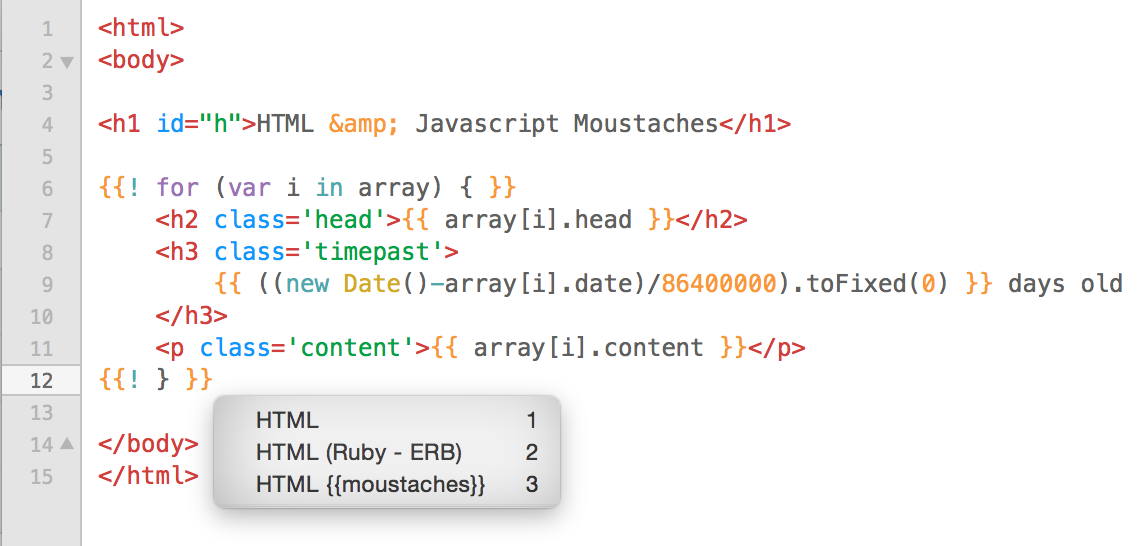 1 <html>
2 <body>
3
4 <h1 id="h">HTML &amp; Javascript Moustaches</h1>
5
6 {{! for (var i in array) { }}
7     <h2 class='head'>{{ array[i].head }}</h2>
8     <h3 class='timepast'>
9         {{ ((new Date()-array[i].date)/86400000).toFixed(0) }} days old
10     </h3>
11     <p class='content'>{{ array[i].content }}</p>
12 {{! } }}
13
14 </body>
15 </html>
HTML 1
HTML (Ruby - ERB) 2
HTML {{moustaches}} 3